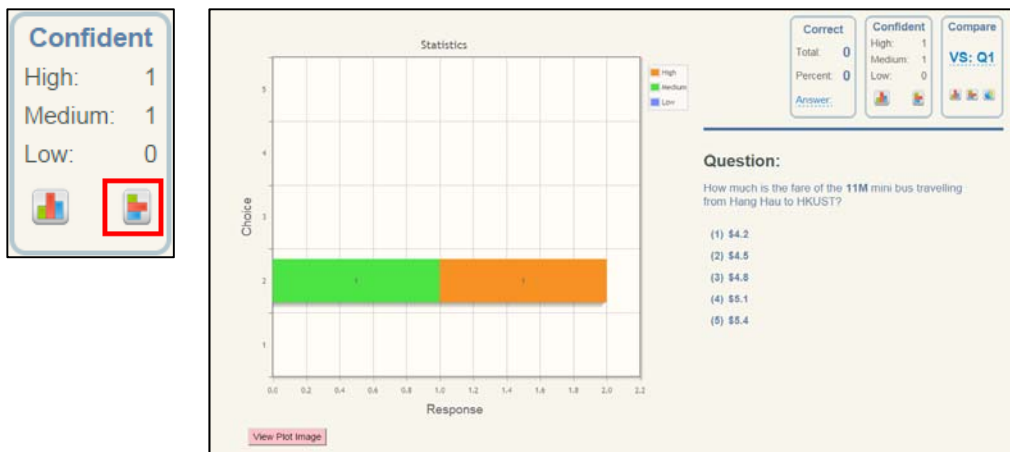 Confident
High: 1
Medium: 1
Low: 0
Statistics
High
Medium
Low
Choice
5
4
3
2
1
1
1
0.0 0.2 0.4 0.6 0.8 1.0 1.2 1.4 1.6 1.8 2.0 2.2
Response
View Plot Image
Correct
Total: 0
Percent: 0
Answer:
Confident
High: 1
Medium: 1
Low: 0
Compare
VS: Q1
Question:
How much is the fare of the 11M mini bus travelling
from Hang Hau to HKUST?
(1) $4.2
(2) $4.5
(3) $4.8
(4) $5.1
(5) $5.4